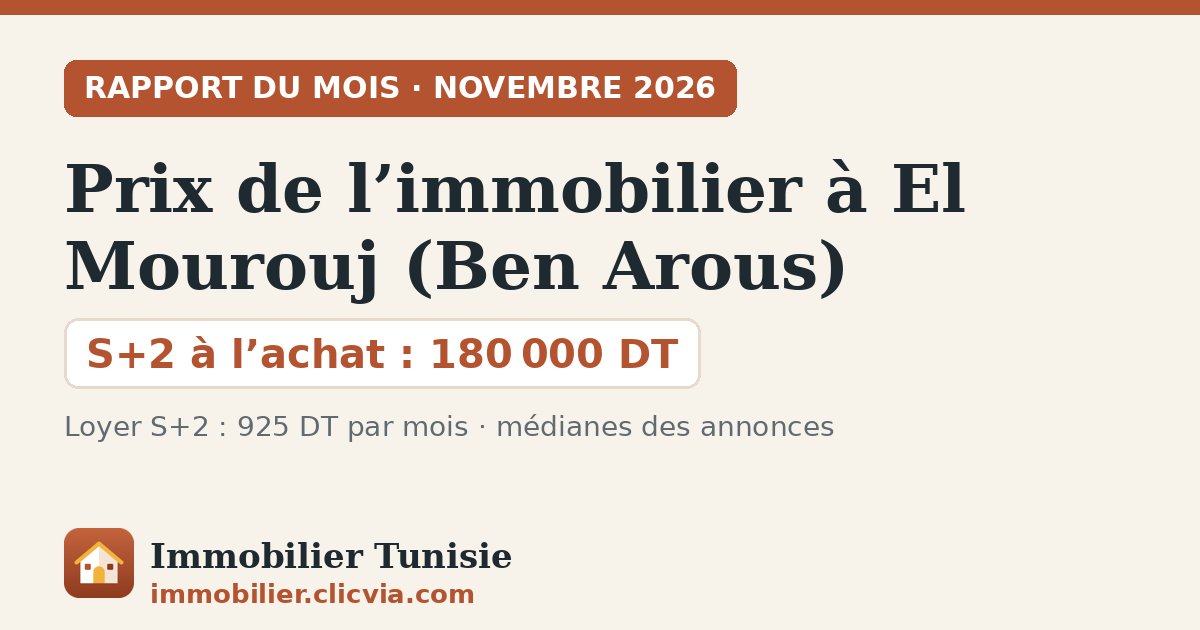 RAPPORT DU MOIS · NOVEMBRE 2026
Prix de l’immobilier à El
Mourouj (Ben Arous)
S+2 à l’achat : 180 000 DT
Loyer S+2 : 925 DT par mois · médianes des annonces
Immobilier Tunisie
immobilier.clicvia.com